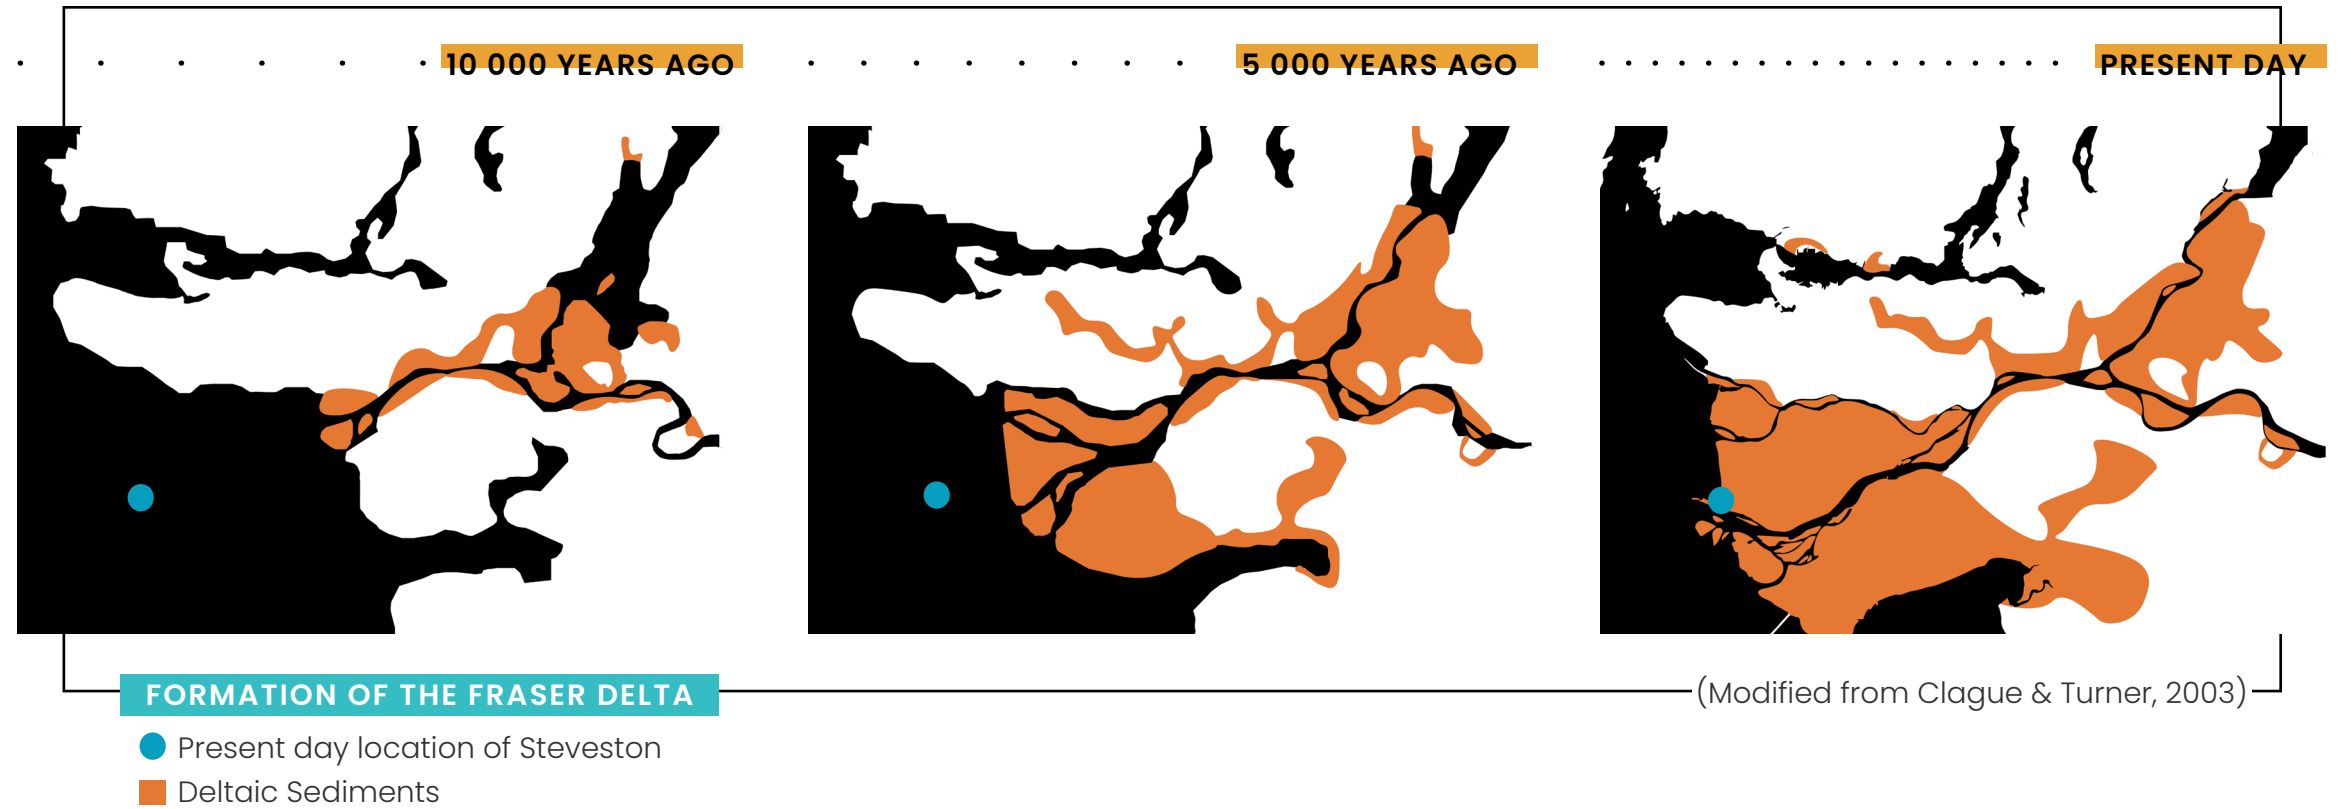 10 000 YEARS AGO
5 000 YEARS AGO
PRESENT DAY
FORMATION OF THE FRASER DELTA
(Modified from Clague & Turner, 2003)
Present day location of Steveston
Deltaic Sediments